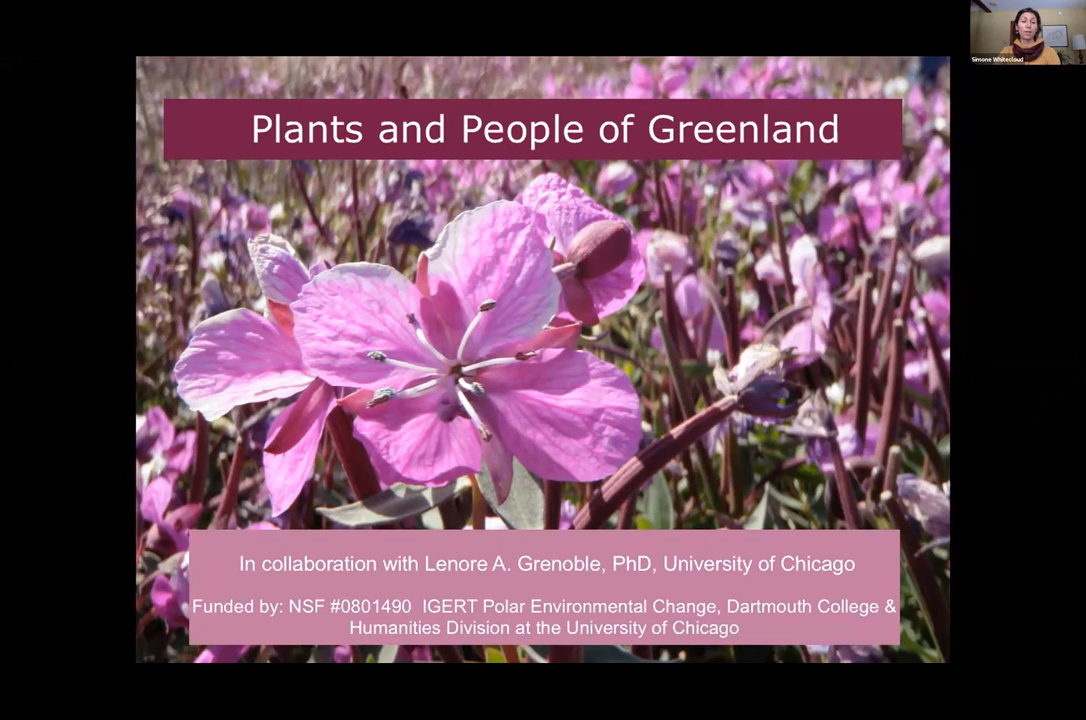 Plants and People of Greenland
Simone Whitecloud
In collaboration with Lenore A. Grenoble, PhD, University of Chicago
Funded by: NSF #0801490 IGERT Polar Environmental Change, Dartmouth College &
Humanities Division at the University of Chicago